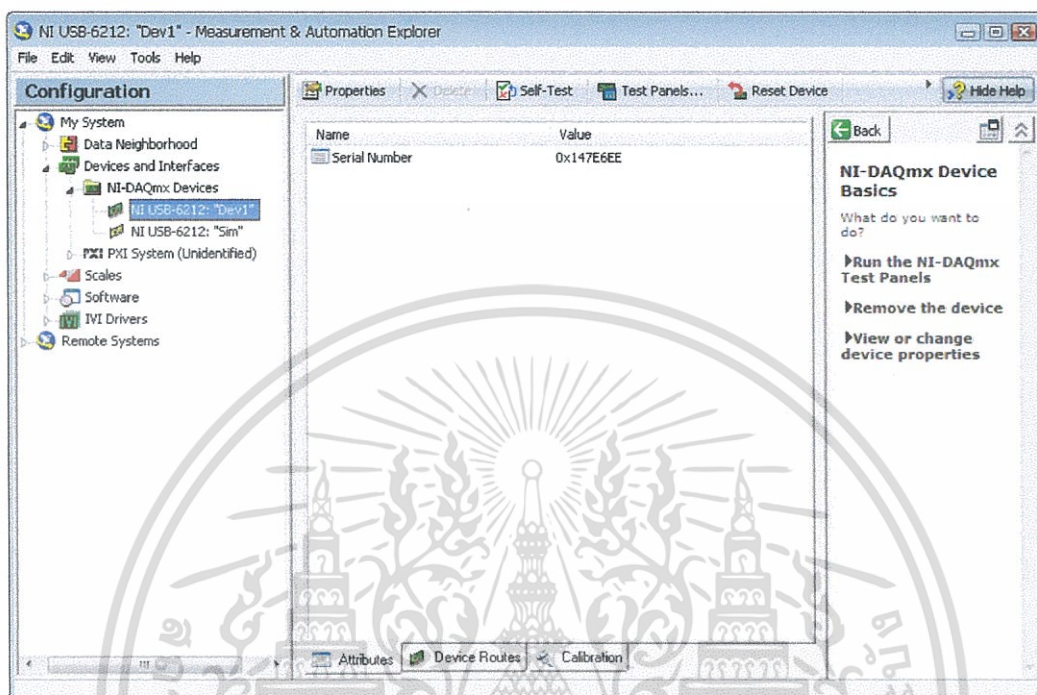 NI USB-6212: "Dev1" - Measurement & Automation Explorer
File Edit View Tools Help
Configuration
My System
Data Neighborhood
Devices and Interfaces
NI-DAQmx Devices
NI USB-6212: "Dev1"
NI USB-6212: "Sim"
PXI PXI System (Unidentified)
Scales
Software
IVI IVI Drivers
Remote Systems
Properties Delete Self-Test Test Panels... Reset Device Hide Help
Name Value
Serial Number 0x147E6EE
Attributes Device Routes Calibration
Back
NI-DAQmx Device
Basics
What do you want to
do?
Run the NI-DAQmx
Test Panels
Remove the device
View or change
device properties